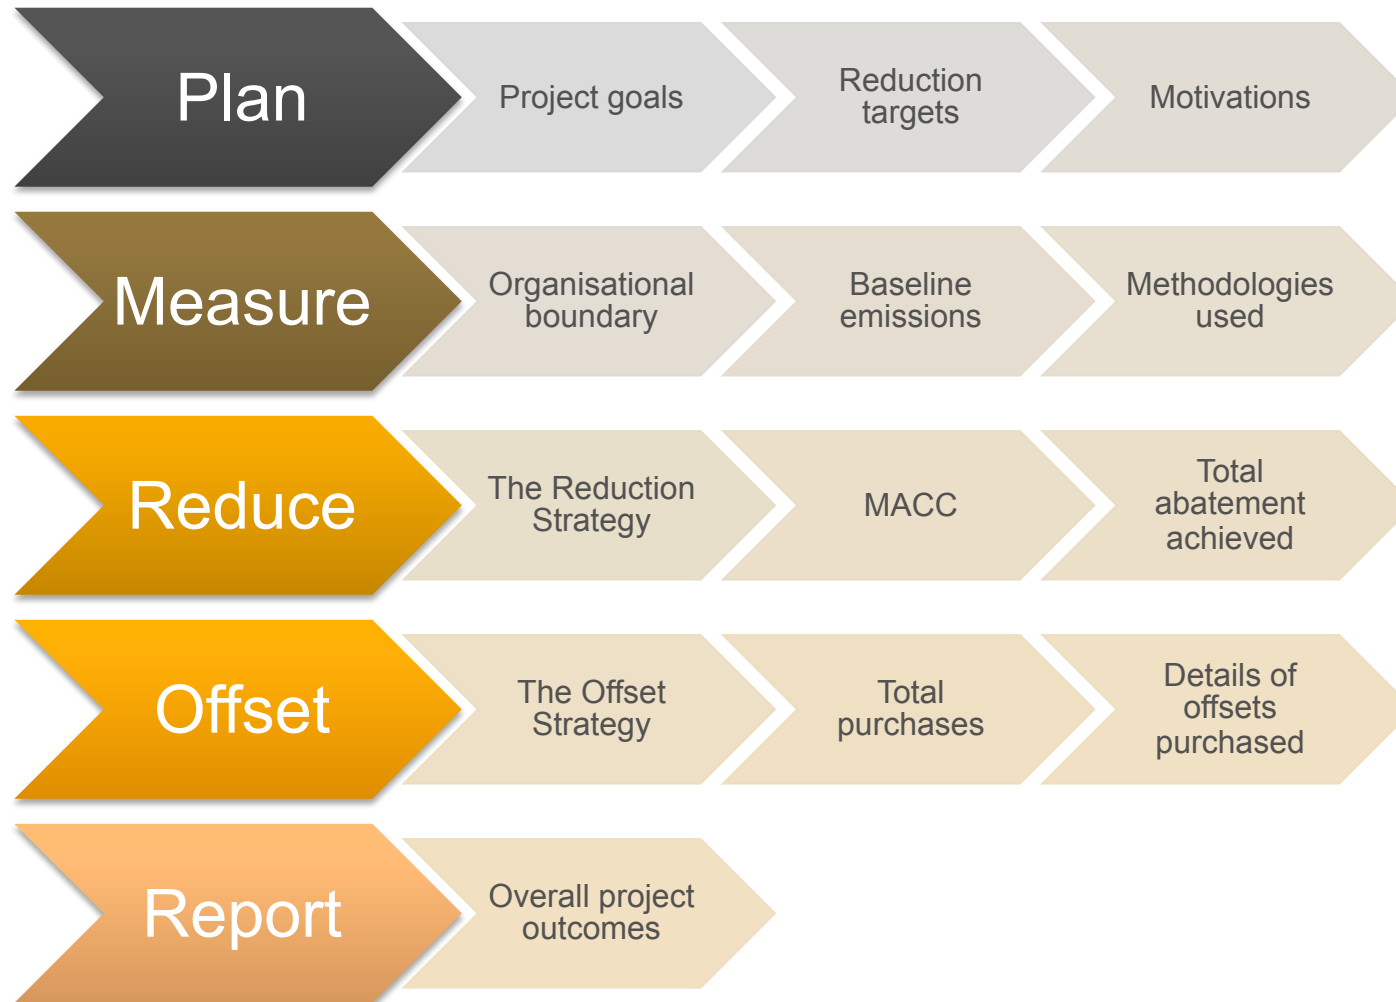 Plan
Project goals
Reduction
targets
Motivations
Measure
Organisational
boundary
Baseline
emissions
Methodologies
used
Reduce
The Reduction
Strategy
MACC
Total
abatement
achieved
Offset
The Offset
Strategy
Total
purchases
Details of
offsets
purchased
Report
Overall project
outcomes